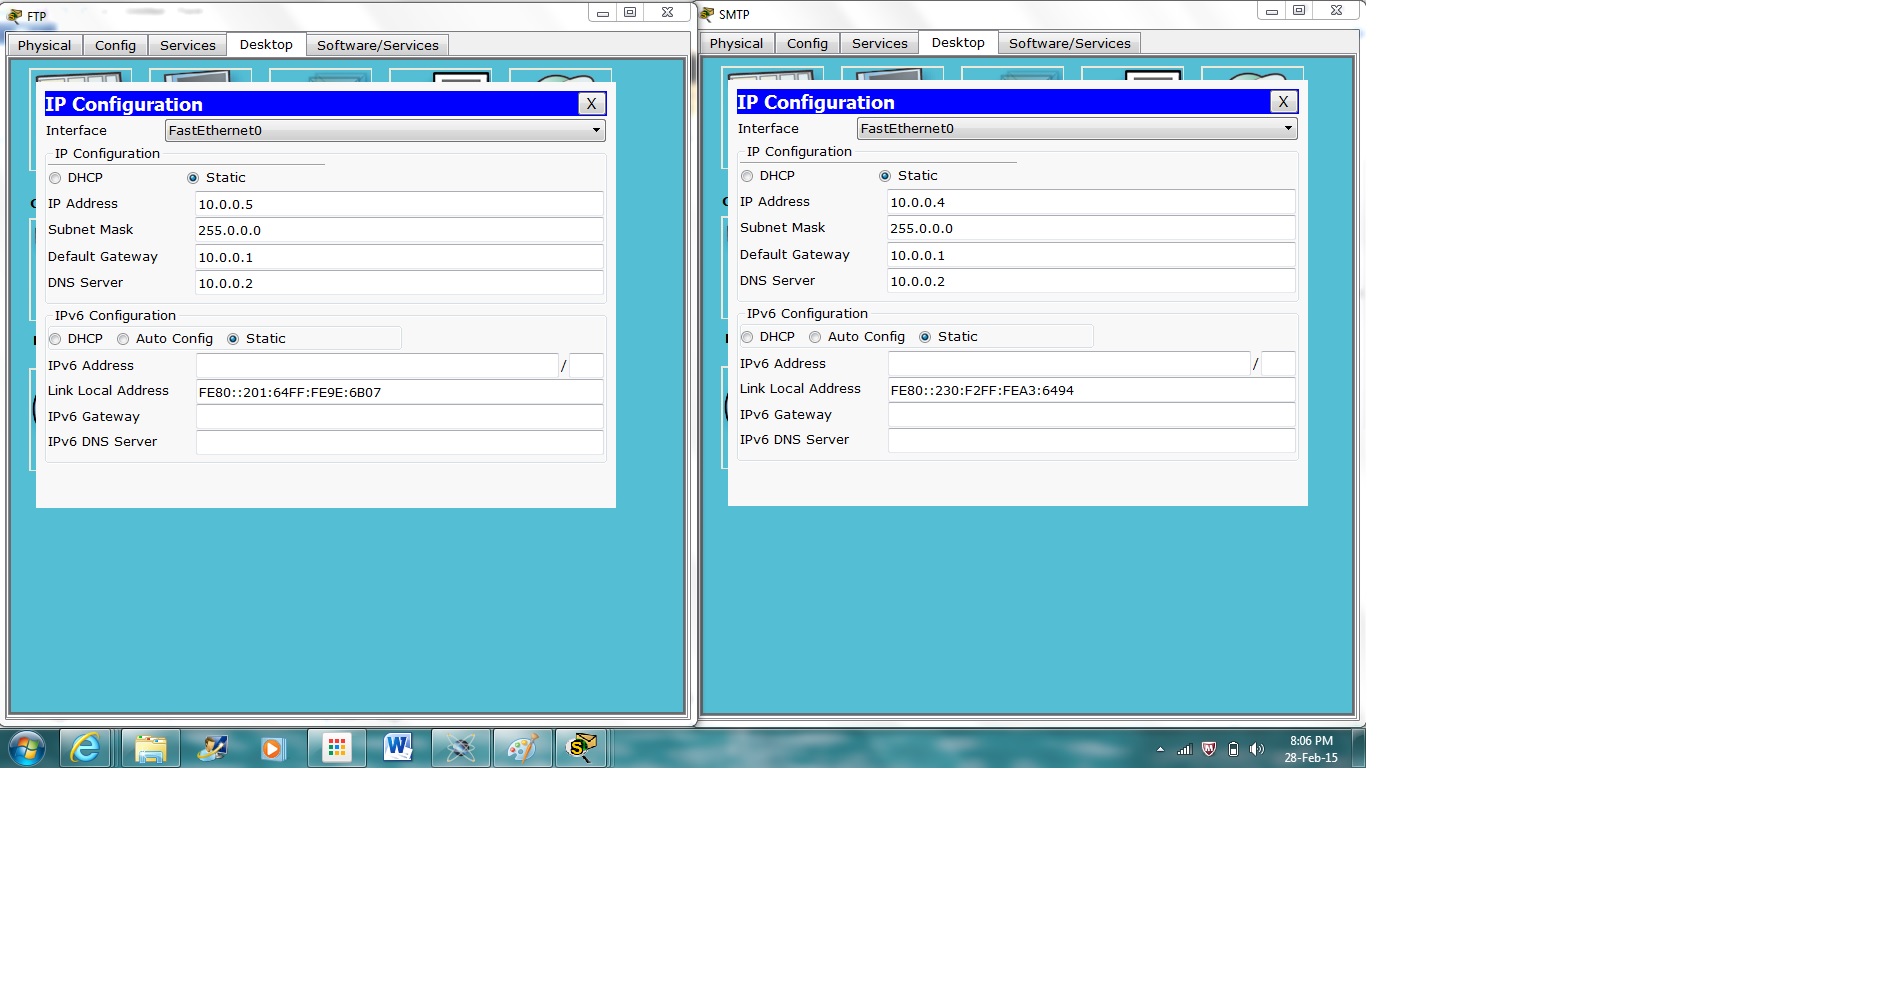 FTP
Physical Config Services Desktop Software/Services
IP Configuration X
Interface FastEthernet0
IP Configuration
DHCP Static
IP Address 10.0.0.5
Subnet Mask 255.0.0.0
Default Gateway 10.0.0.1
DNS Server 10.0.0.2
IPv6 Configuration
DHCP Auto Config Static
IPv6 Address /
Link Local Address FE80::201:64FF:FE9E:6B07
IPv6 Gateway
IPv6 DNS Server
SMTP
Physical Config Services Desktop Software/Services
IP Configuration X
Interface FastEthernet0
IP Configuration
DHCP Static
IP Address 10.0.0.4
Subnet Mask 255.0.0.0
Default Gateway 10.0.0.1
DNS Server 10.0.0.2
IPv6 Configuration
DHCP Auto Config Static
IPv6 Address /
Link Local Address FE80::230:F2FF:FEA3:6494
IPv6 Gateway
IPv6 DNS Server
8:06 PM
28-Feb-15